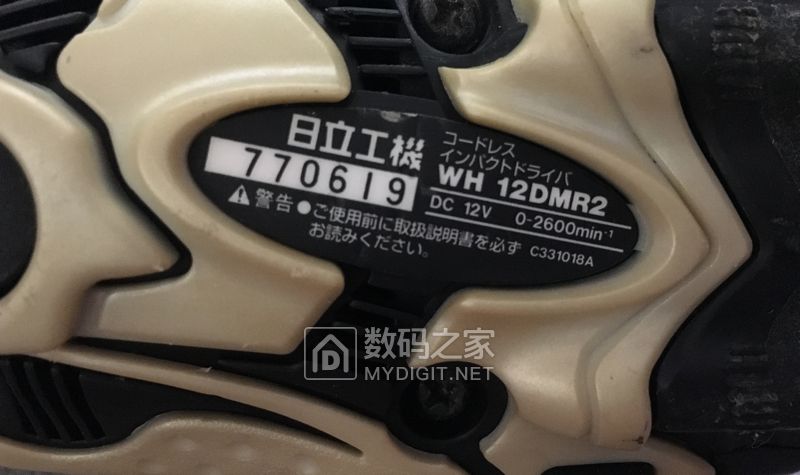 日立工機
770619
コードレス
インパクトドライバ
WH 12DMR2
DC 12V 0-2600min⁻¹
⚠警告●ご使用前に取扱説明書を必ず
お読みください。
C331018A
数码之家
MYDIGIT.NET